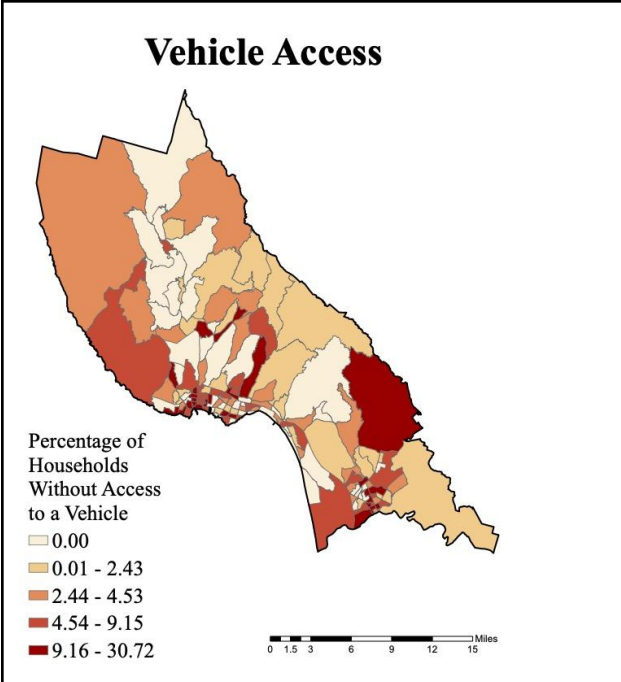 Vehicle Access
Percentage of
Households
Without Access
to a Vehicle
0.00
0.01 - 2.43
2.44 - 4.53
4.54 - 9.15
9.16 - 30.72
Miles
0 1.5 3 6 9 12 15